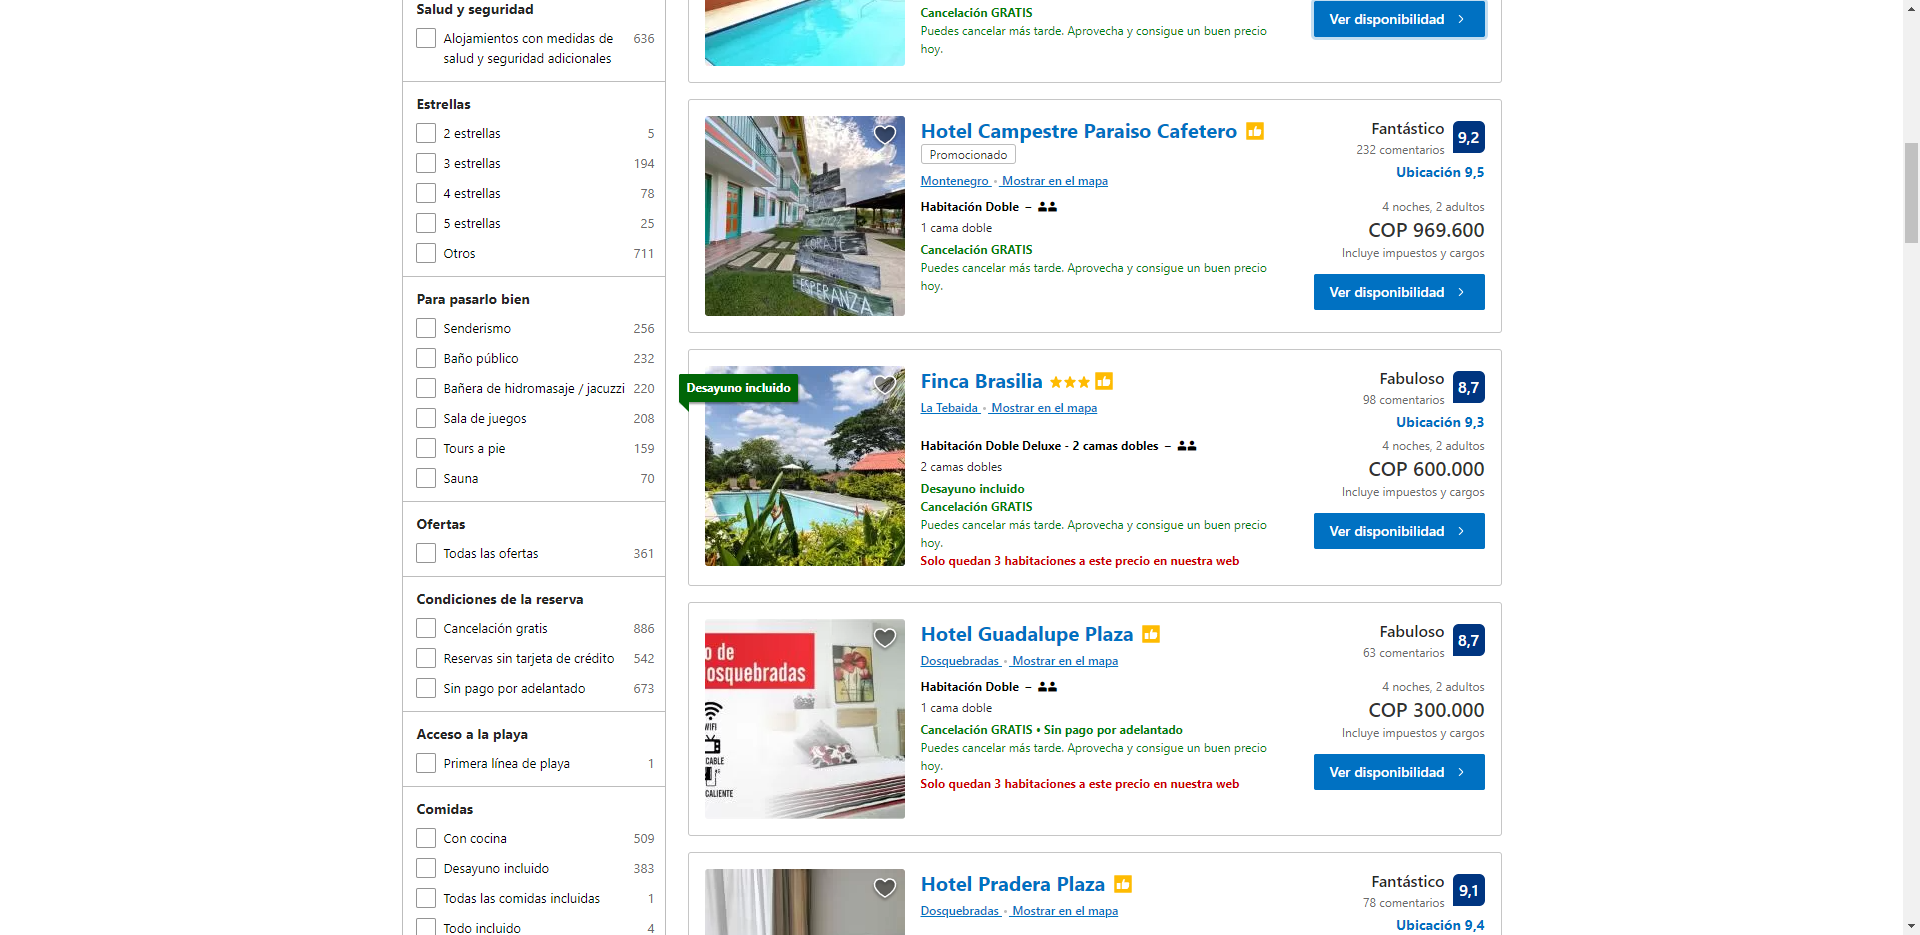 Salud y seguridad
Alojamientos con medidas de 636
salud y seguridad adicionales
Estrellas
2 estrellas 5
3 estrellas 194
4 estrellas 78
5 estrellas 25
Otros 711
Para pasarlo bien
Senderismo 256
Baño público 232
Bañera de hidromasaje / jacuzzi 220
Sala de juegos 208
Tours a pie 159
Sauna 70
Ofertas
Todas las ofertas 361
Condiciones de la reserva
Cancelación gratis 886
Reservas sin tarjeta de crédito 542
Sin pago por adelantado 673
Acceso a la playa
Primera línea de playa 1
Comidas
Con cocina 509
Desayuno incluido 383
Todas las comidas incluidas 1
Todo incluido 4
Cancelación GRATIS
Puedes cancelar más tarde. Aprovecha y consigue un buen precio
hoy.
Ver disponibilidad
CORAJE
ESPERANZA
Hotel Campestre Paraiso Cafetero
Promocionado
Montenegro • Mostrar en el mapa
Habitación Doble –
1 cama doble
Cancelación GRATIS
Puedes cancelar más tarde. Aprovecha y consigue un buen precio
hoy.
Fantástico 9,2
232 comentarios
Ubicación 9,5
4 noches, 2 adultos
COP 969.600
Incluye impuestos y cargos
Ver disponibilidad
Desayuno incluido
Finca Brasilia
La Tebaida • Mostrar en el mapa
Habitación Doble Deluxe - 2 camas dobles –
2 camas dobles
Desayuno incluido
Cancelación GRATIS
Puedes cancelar más tarde. Aprovecha y consigue un buen precio
hoy.
Solo quedan 3 habitaciones a este precio en nuestra web
Fabuloso 8,7
98 comentarios
Ubicación 9,3
4 noches, 2 adultos
COP 600.000
Incluye impuestos y cargos
Ver disponibilidad
o de
osquebradas
WIFI
CABLE
CALIENTE
Hotel Guadalupe Plaza
Dosquebradas • Mostrar en el mapa
Habitación Doble –
1 cama doble
Cancelación GRATIS • Sin pago por adelantado
Puedes cancelar más tarde. Aprovecha y consigue un buen precio
hoy.
Solo quedan 3 habitaciones a este precio en nuestra web
Fabuloso 8,7
63 comentarios
4 noches, 2 adultos
COP 300.000
Incluye impuestos y cargos
Ver disponibilidad
Hotel Pradera Plaza
Dosquebradas • Mostrar en el mapa
Fantástico 9,1
78 comentarios
Ubicación 9,4